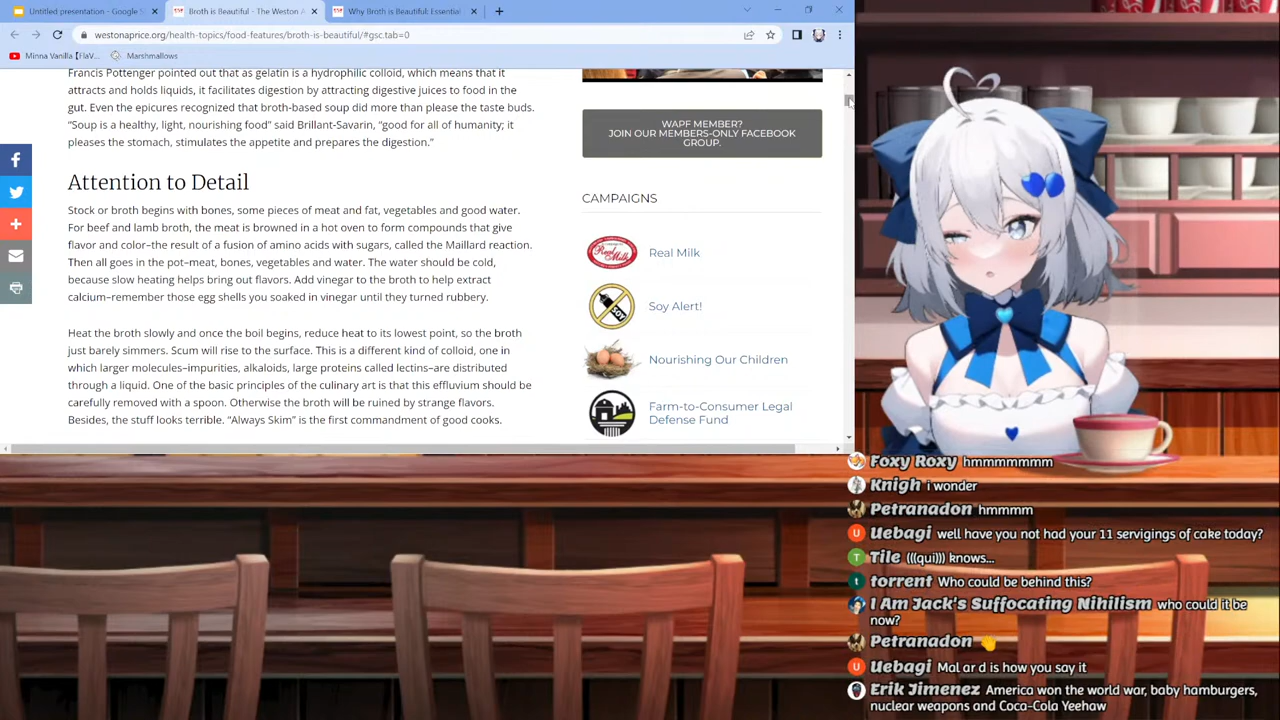 Untitled presentation - Google S
Broth is Beautiful - The Weston A
Why Broth is Beautiful: Essential
westonaprice.org/health-topics/food-features/broth-is-beautiful/#gsc.tab=0
Minna Vanilla【FlaV...
Marshmallows
Francis Pottenger pointed out that as gelatin is a hydrophilic colloid, which means that it
attracts and holds liquids, it facilitates digestion by attracting digestive juices to food in the
gut. Even the epicures recognized that broth-based soup did more than please the taste buds.
“Soup is a healthy, light, nourishing food” said Brillant-Savarin, “good for all of humanity; it
pleases the stomach, stimulates the appetite and prepares the digestion.”
Attention to Detail
Stock or broth begins with bones, some pieces of meat and fat, vegetables and good water.
For beef and lamb broth, the meat is browned in a hot oven to form compounds that give
flavor and color–the result of a fusion of amino acids with sugars, called the Maillard reaction.
Then all goes in the pot–meat, bones, vegetables and water. The water should be cold,
because slow heating helps bring out flavors. Add vinegar to the broth to help extract
calcium–remember those egg shells you soaked in vinegar until they turned rubbery.
Heat the broth slowly and once the boil begins, reduce heat to its lowest point, so the broth
just barely simmers. Scum will rise to the surface. This is a different kind of colloid, one in
which larger molecules–impurities, alkaloids, large proteins called lectins–are distributed
through a liquid. One of the basic principles of the culinary art is that this effluvium should be
carefully removed with a spoon. Otherwise the broth will be ruined by strange flavors.
Besides, the stuff looks terrible. “Always Skim” is the first commandment of good cooks.
WAPF MEMBER?
JOIN OUR MEMBERS-ONLY FACEBOOK
GROUP.
CAMPAIGNS
Real Milk
Real Milk
SOY
Soy Alert!
Nourishing Our Children
Farm-to-Consumer Legal
Defense Fund
Foxy Roxy hmmmmmmm
Knigh i wonder
Petranadon hmmmm
U Uebagi well have you not had your 11 servigings of cake today?
T Tile (((qui))) knows...
t torrent Who could be behind this?
I Am Jack's Suffocating Nihilism who could it be
now?
Petranadon 👋
U Uebagi Mal ar d is how you say it
Erik Jimenez America won the world war, baby hamburgers,
nuclear weapons and Coca-Cola Yeehaw